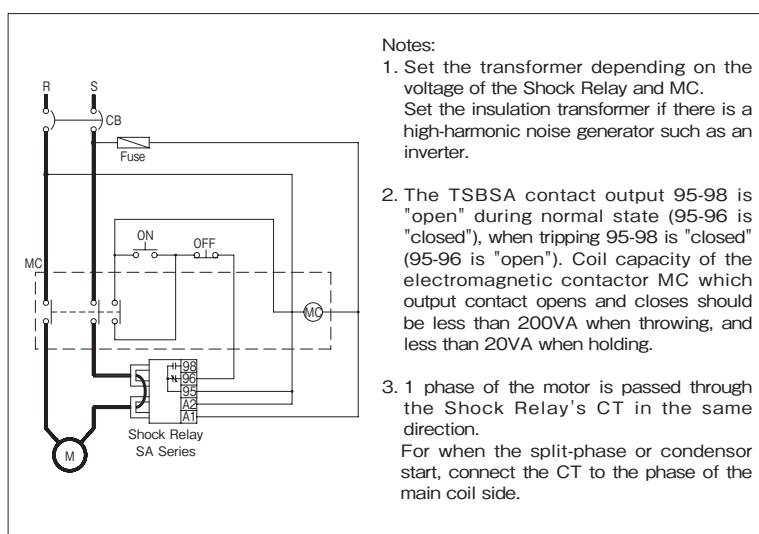 R
S
CB
Fuse
ON
OFF
MC
MC
98
96
95
A2
A1
Shock Relay
SA Series
M
Notes:
1. Set the transformer depending on the
voltage of the Shock Relay and MC.
Set the insulation transformer if there is a
high-harmonic noise generator such as an
inverter.
2. The TSBSA contact output 95-98 is
"open" during normal state (95-96 is
"closed"), when tripping 95-98 is "closed"
(95-96 is "open"). Coil capacity of the
electromagnetic contactor MC which
output contact opens and closes should
be less than 200VA when throwing, and
less than 20VA when holding.
3. 1 phase of the motor is passed through
the Shock Relay's CT in the same
direction.
For when the split-phase or condensor
start, connect the CT to the phase of the
main coil side.